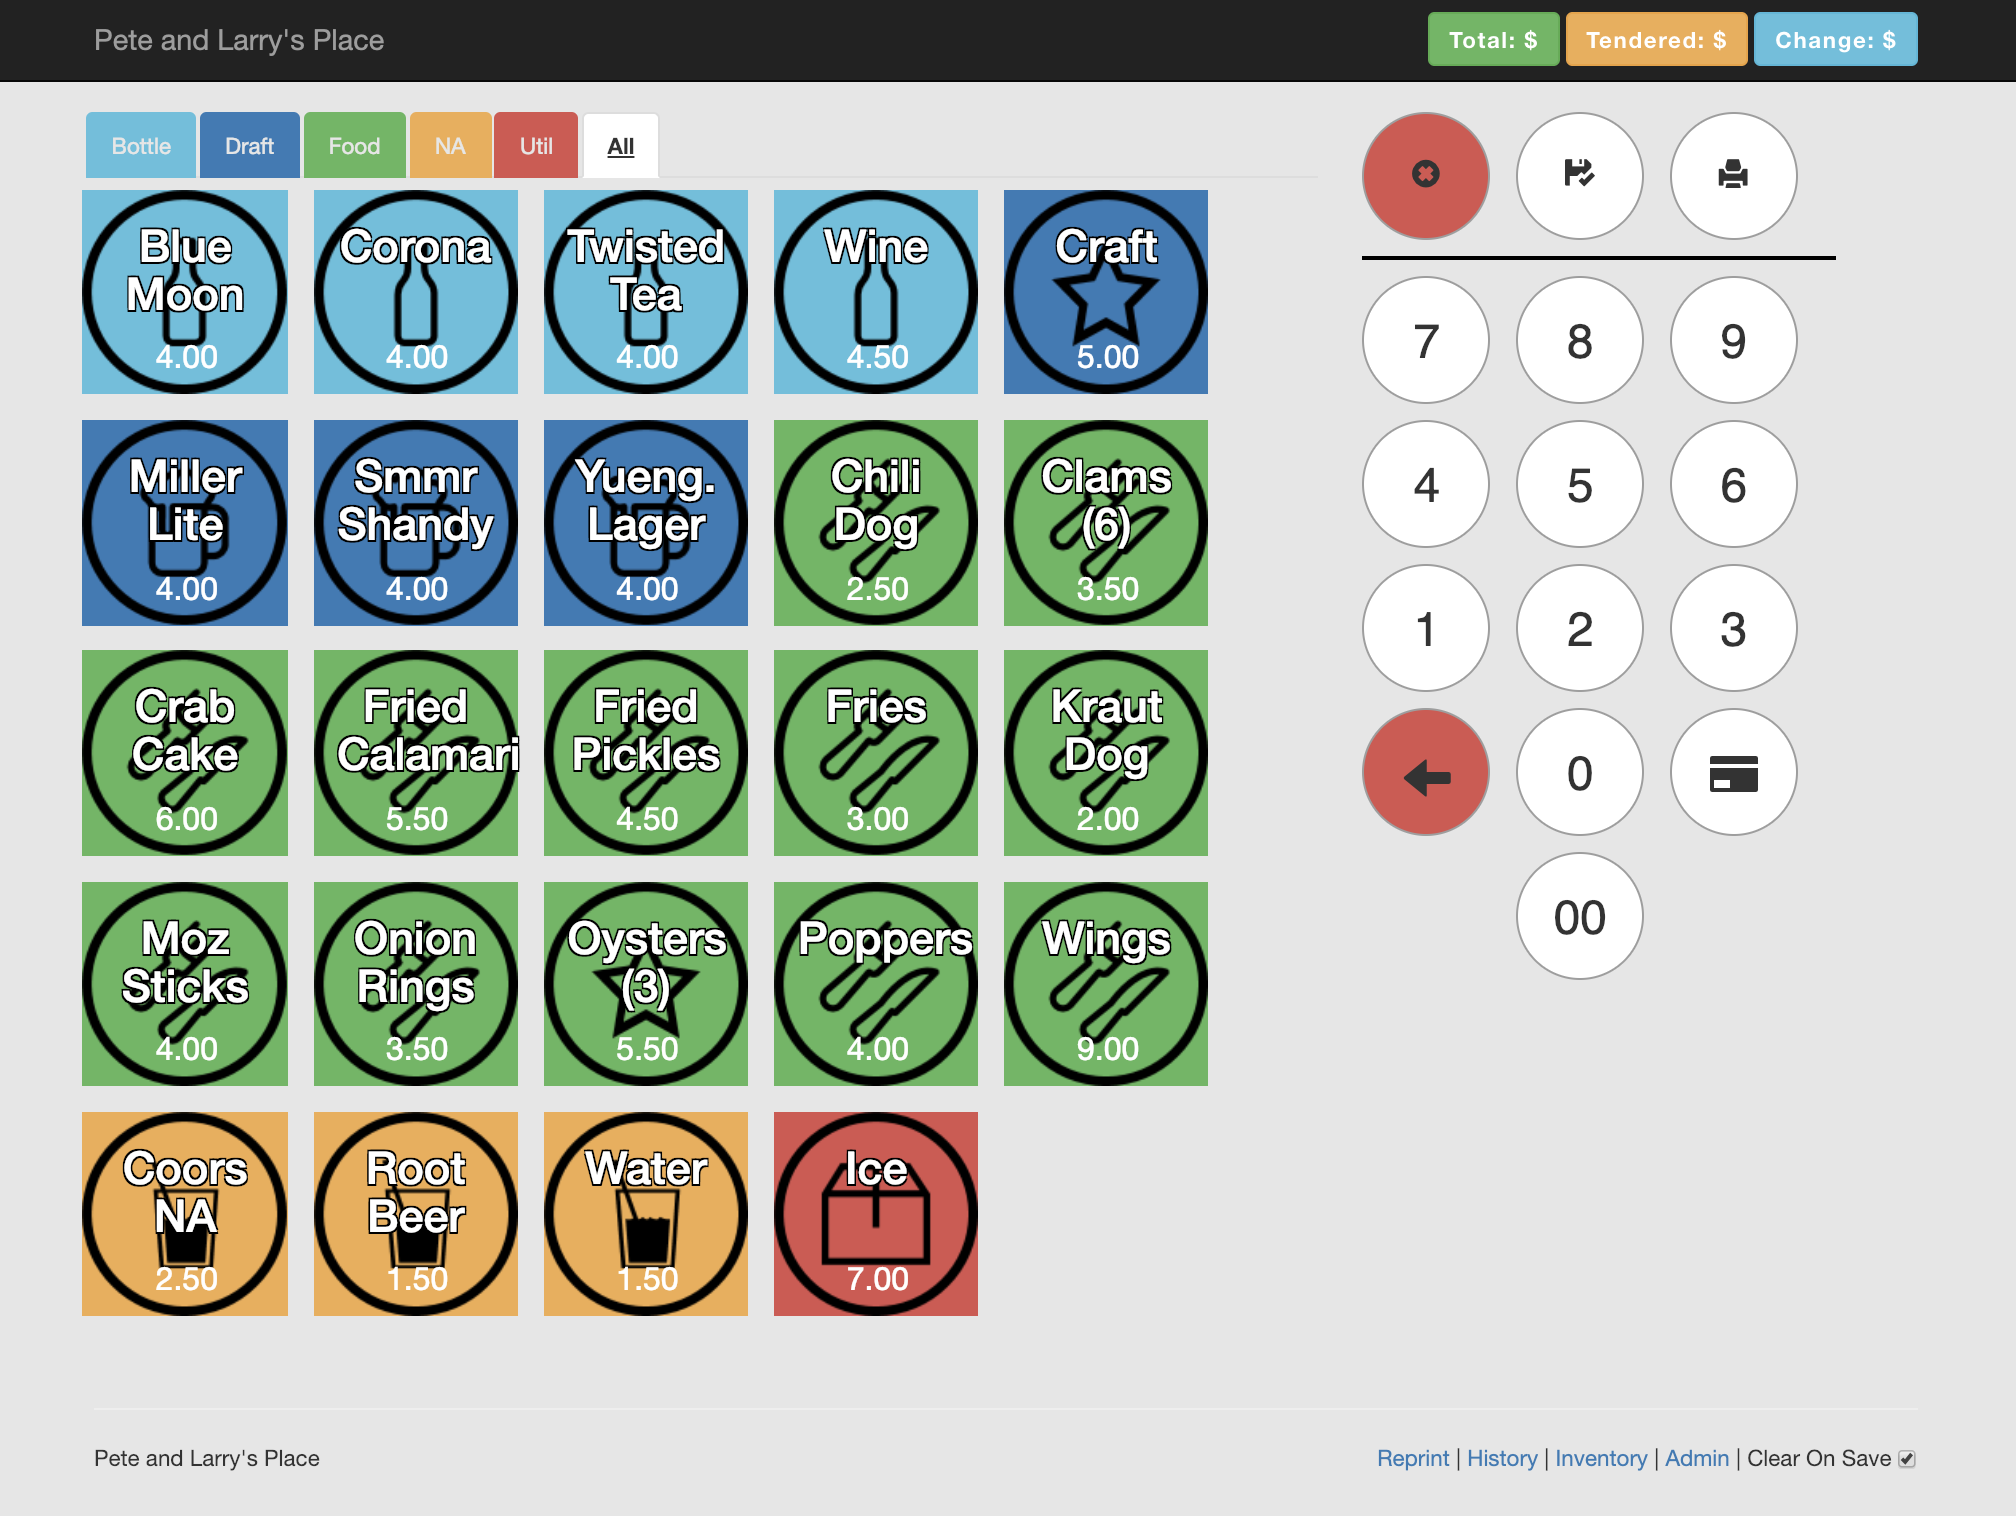 Pete and Larry's Place
Total: $
Tendered: $
Change: $
Bottle
Draft
Food
NA
Util
All
Blue
Moon
4.00
Corona
4.00
Twisted
Tea
4.00
Wine
4.50
Craft
5.00
Miller
Lite
4.00
Smmr
Shandy
4.00
Yueng.
Lager
4.00
Chili
Dog
2.50
Clams
(6)
3.50
Crab
Cake
6.00
Fried
Calamari
5.50
Fried
Pickles
4.50
Fries
3.00
Kraut
Dog
2.00
Moz
Sticks
4.00
Onion
Rings
3.50
Oysters
(3)
5.50
Poppers
4.00
Wings
9.00
Coors
NA
2.50
Root
Beer
1.50
Water
1.50
Ice
7.00
7
8
9
4
5
6
1
2
3
0
00
Pete and Larry's Place
Reprint | History | Inventory | Admin | Clear On Save